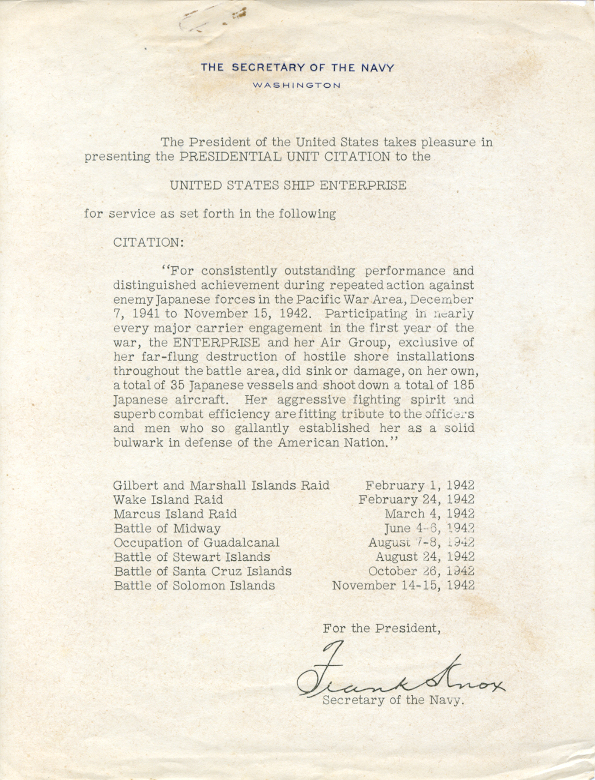 THE SECRETARY OF THE NAVY
WASHINGTON
The President of the United States takes pleasure in
presenting the PRESIDENTIAL UNIT CITATION to the
UNITED STATES SHIP ENTERPRISE
for service as set forth in the following
CITATION:
"For consistently outstanding performance and
distinguished achievement during repeated action against
enemy Japanese forces in the Pacific War Area, December
7, 1941 to November 15, 1942. Participating in nearly
every major carrier engagement in the first year of the
war, the ENTERPRISE and her Air Group, exclusive of
her far-flung destruction of hostile shore installations
throughout the battle area, did sink or damage, on her own,
a total of 35 Japanese vessels and shoot down a total of 185
Japanese aircraft. Her aggressive fighting spirit and
superb combat efficiency are fitting tribute to the officers
and men who so gallantly established her as a solid
bulwark in defense of the American Nation."
Gilbert and Marshall Islands Raid February 1, 1942
Wake Island Raid February 24, 1942
Marcus Island Raid March 4, 1942
Battle of Midway June 4-6, 1942
Occupation of Guadalcanal August 7-8, 1942
Battle of Stewart Islands August 24, 1942
Battle of Santa Cruz Islands October 26, 1942
Battle of Solomon Islands November 14-15, 1942
For the President,
Frank Knox
Secretary of the Navy.